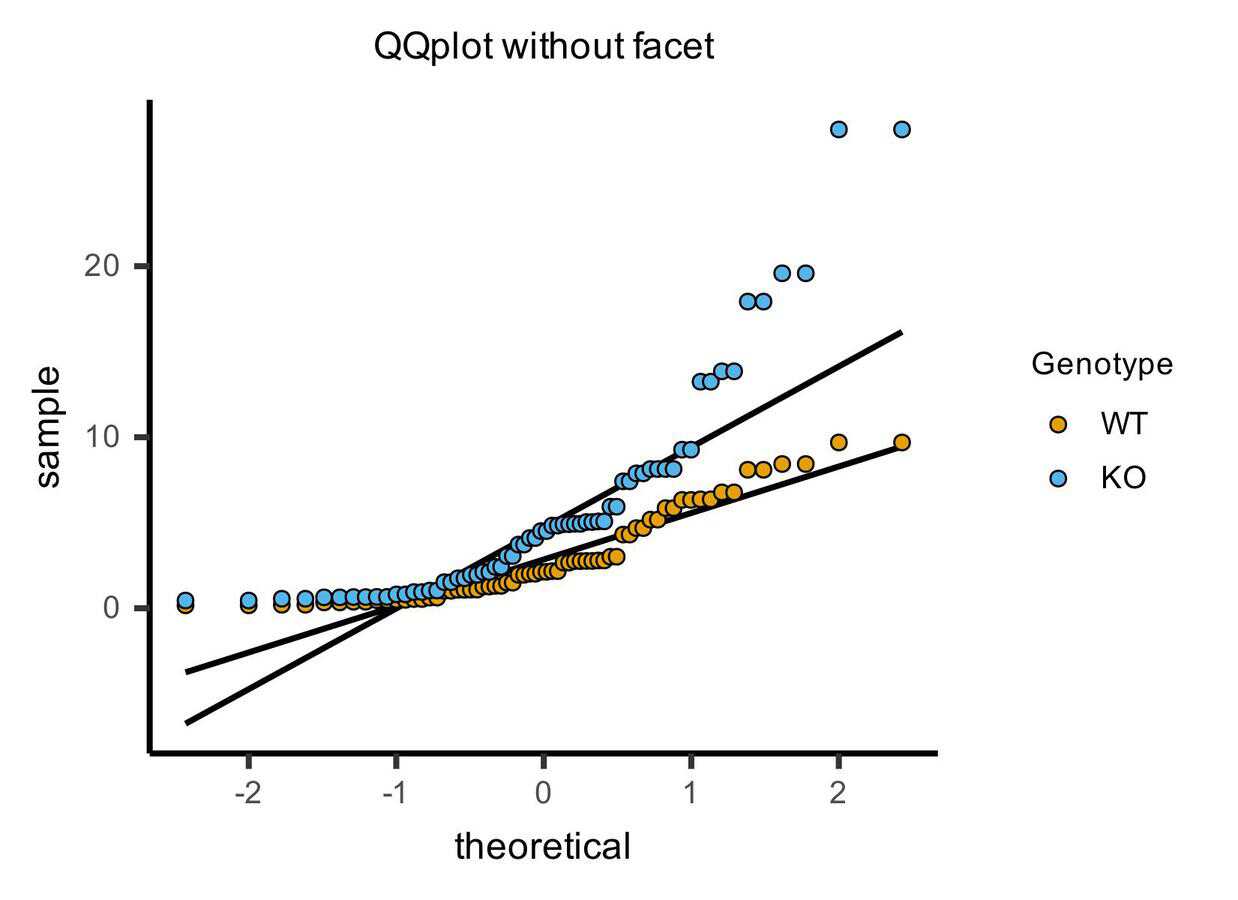 QQplot without facet
20
10
0
sample
-2 -1 0 1 2
theoretical
Genotype
WT
KO